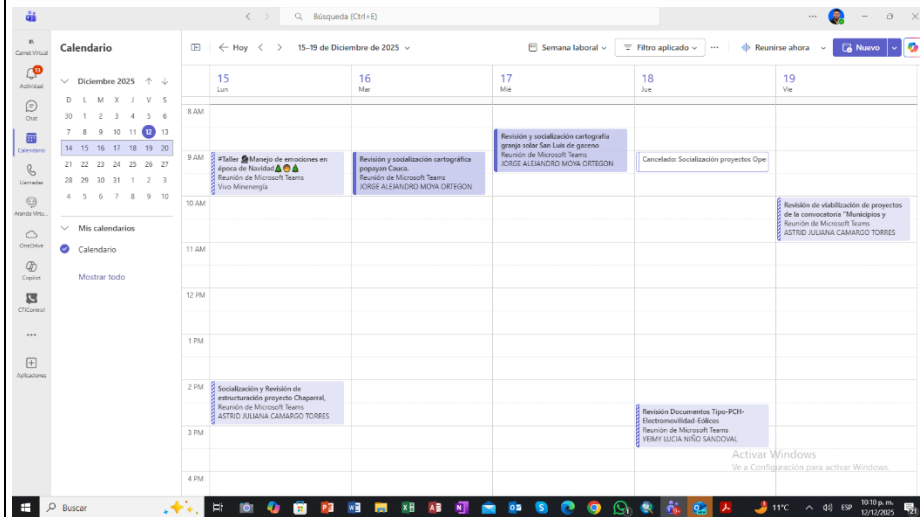 Búsqueda (Ctrl+E)
Carnet Virtual
Actividad
Chat
Calendario
Llamadas
Aranda Virtu...
OneDrive
Copilot
CTIControl
Aplicaciones
Calendario
Diciembre 2025
D L M X J V S
30 1 2 3 4 5 6
7 8 9 10 11 12 13
14 15 16 17 18 19 20
21 22 23 24 25 26 27
28 29 30 31 1 2 3
4 5 6 7 8 9 10
Mis calendarios
Calendario
Mostrar todo
Hoy
15–19 de Diciembre de 2025
Semana laboral
Filtro aplicado
Reunirse ahora
Nuevo
15
Lun
16
Mar
17
Mié
18
Jue
19
Vie
8 AM
9 AM
10 AM
11 AM
12 PM
1 PM
2 PM
3 PM
4 PM
#Taller Manejo de emociones en
época de Navidad
Reunión de Microsoft Teams
Vivo Minenergía
Socialización y Revisión de
estructuración proyecto Chaparral,
Reunión de Microsoft Teams
ASTRID JULIANA CAMARGO TORRES
Revisión y socialización cartográfica
popayan Cauca.
Reunión de Microsoft Teams
JORGE ALEJANDRO MOYA ORTEGON
Revisión y socialización cartografía
granja solar San Luis de gaceno
Reunión de Microsoft Teams
JORGE ALEJANDRO MOYA ORTEGON
Cancelado: Socialización proyectos Ope
Revisión Documentos Tipo-PCH-
Electromovilidad-Eólicos
Reunión de Microsoft Teams
YEIMY LUCIA NIÑO SANDOVAL
Revisión de viabilización de proyectos
de la convocatoria "Municipios y
Reunión de Microsoft Teams
ASTRID JULIANA CAMARGO TORRES
Activar Windows
Ve a Configuración para activar Windows.
Buscar
11°C
ESP
10:10 p. m.
12/12/2025